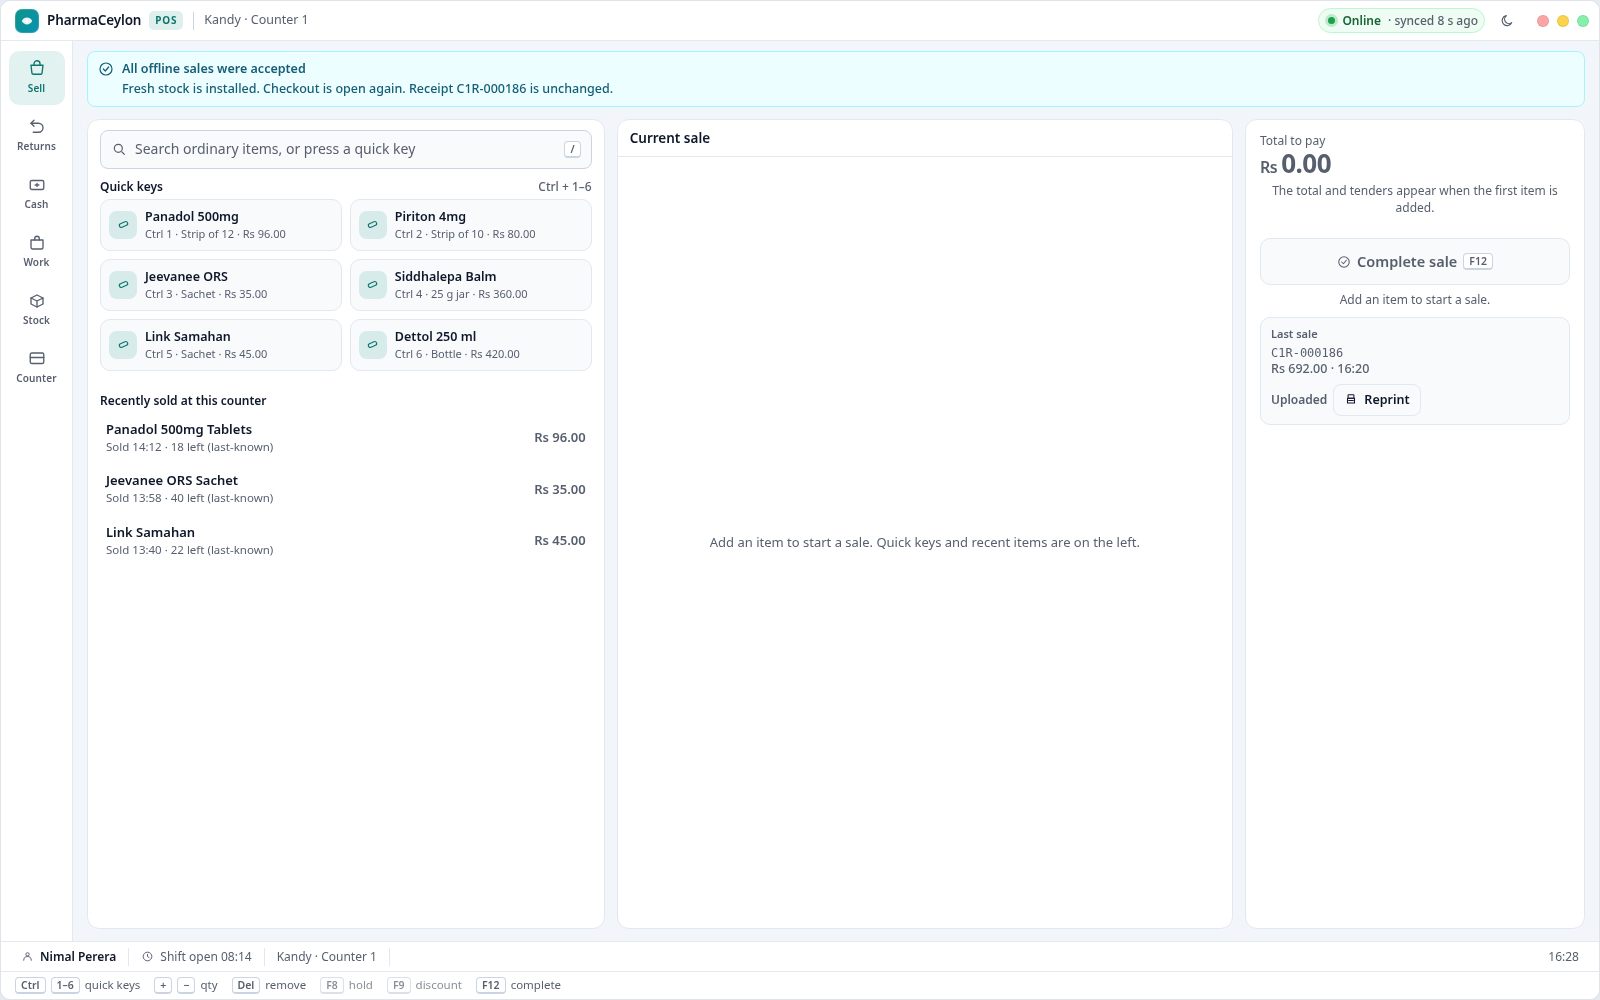 PharmaCeylon POS Kandy · Counter 1
Online · synced 8 s ago
Sell
Returns
Cash
Work
Stock
Counter
All offline sales were accepted
Fresh stock is installed. Checkout is open again. Receipt C1R-000186 is unchanged.
Search ordinary items, or press a quick key /
Quick keys Ctrl + 1–6
Panadol 500mg
Ctrl 1 · Strip of 12 · Rs 96.00
Piriton 4mg
Ctrl 2 · Strip of 10 · Rs 80.00
Jeevanee ORS
Ctrl 3 · Sachet · Rs 35.00
Siddhalepa Balm
Ctrl 4 · 25 g jar · Rs 360.00
Link Samahan
Ctrl 5 · Sachet · Rs 45.00
Dettol 250 ml
Ctrl 6 · Bottle · Rs 420.00
Recently sold at this counter
Panadol 500mg Tablets
Sold 14:12 · 18 left (last-known)
Rs 96.00
Jeevanee ORS Sachet
Sold 13:58 · 40 left (last-known)
Rs 35.00
Link Samahan
Sold 13:40 · 22 left (last-known)
Rs 45.00
Current sale
Add an item to start a sale. Quick keys and recent items are on the left.
Total to pay
Rs 0.00
The total and tenders appear when the first item is
added.
Complete sale F12
Add an item to start a sale.
Last sale
C1R-000186
Rs 692.00 · 16:20
Uploaded Reprint
Nimal Perera Shift open 08:14 Kandy · Counter 1 16:28
Ctrl 1–6 quick keys + − qty Del remove F8 hold F9 discount F12 complete